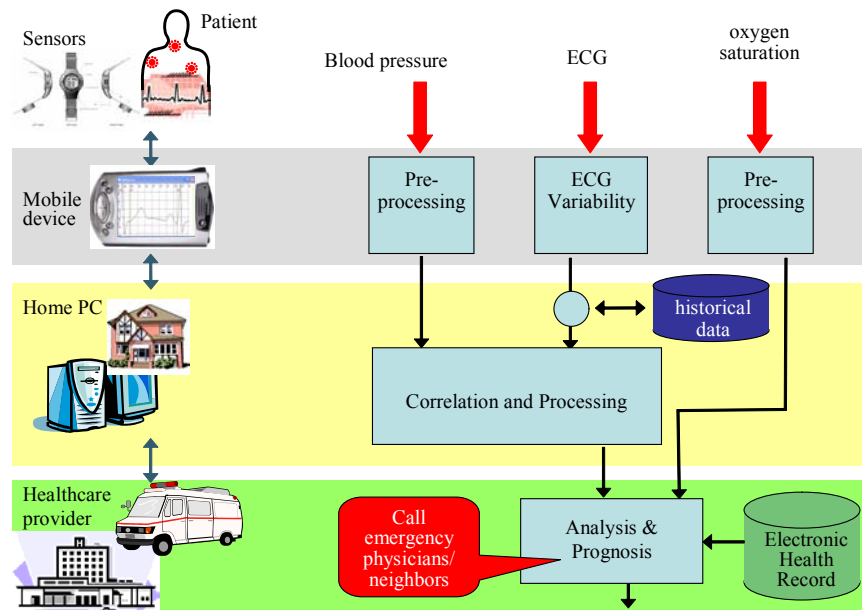 Sensors
Patient
Blood pressure
ECG
oxygen
saturation
Mobile
device
Pre-
processing
ECG
Variability
Pre-
processing
Home PC
historical
data
Correlation and Processing
Healthcare
provider
Call
emergency
physicians/
neighbors
Analysis &
Prognosis
Electronic
Health
Record